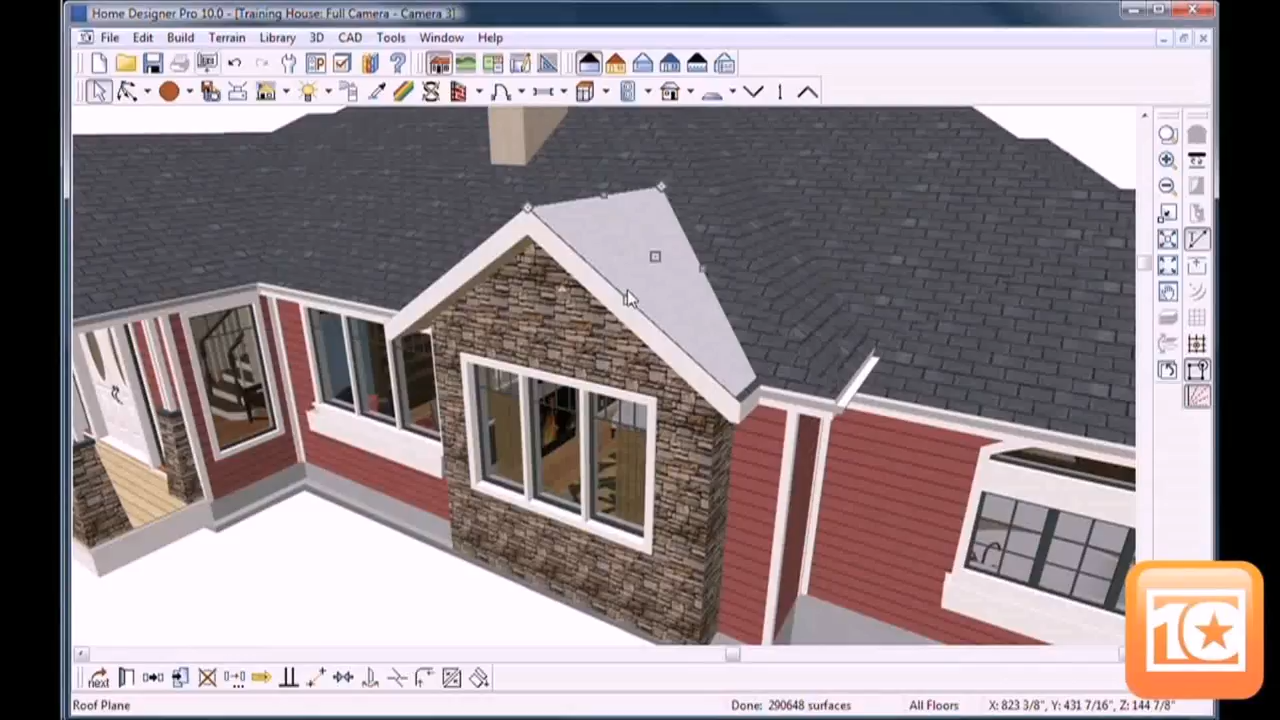 Home Designer Pro 10.0 - [Training House: Full Camera - Camera 3]
File Edit Build Terrain Library 3D CAD Tools Window Help
next
Roof Plane Done: 290648 surfaces All Floors X: 823 3/8", Y: 431 7/16", Z: 144 7/8"
10